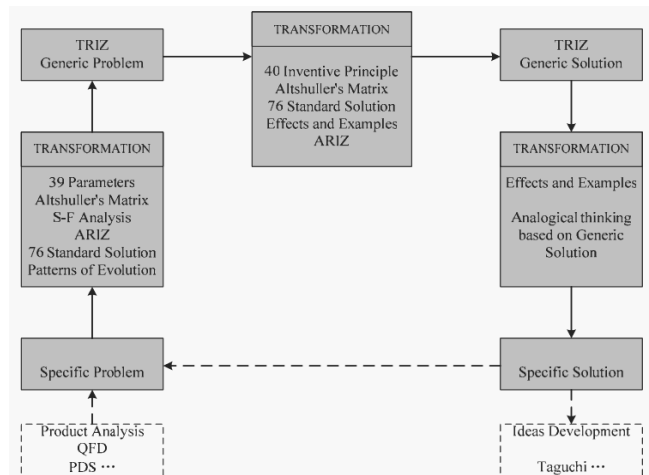 TRIZ
Generic Problem
TRANSFORMATION
40 Inventive Principle
Altshuller's Matrix
76 Standard Solution
Effects and Examples
ARIZ
TRIZ
Generic Solution
TRANSFORMATION
39 Parameters
Altshuller's Matrix
S-F Analysis
ARIZ
76 Standard Solution
Patterns of Evolution
TRANSFORMATION
Effects and Examples
Analogical thinking
based on Generic
Solution
Specific Problem
Specific Solution
Product Analysis
QFD
PDS ···
Ideas Development
Taguchi ···